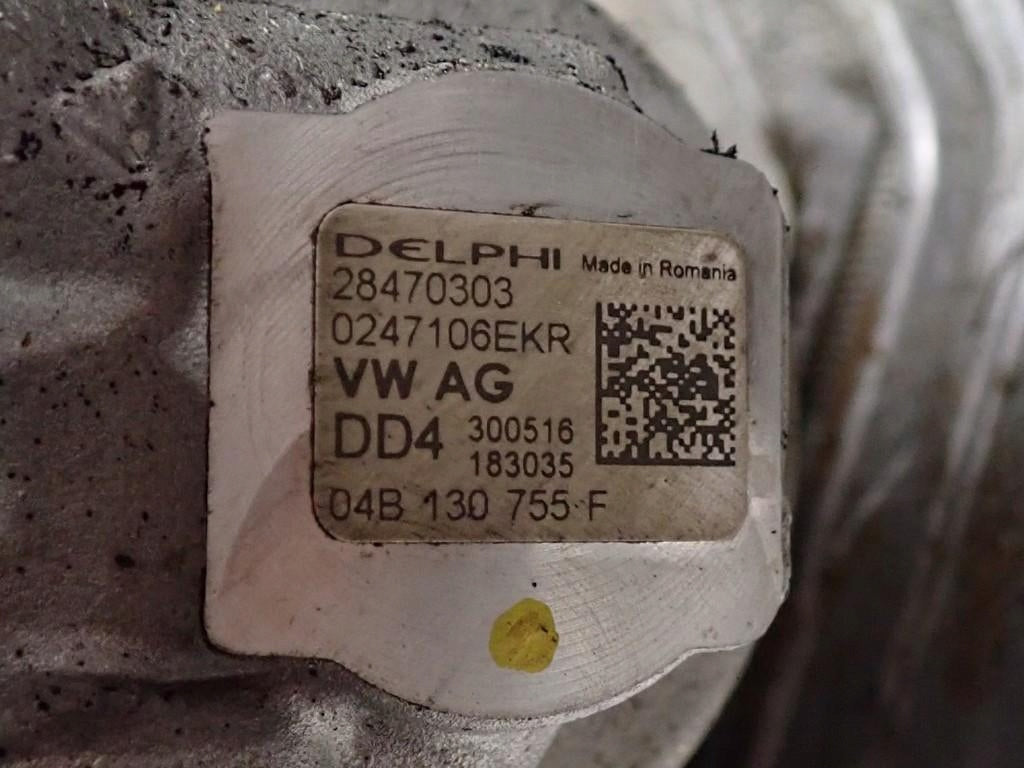 DELPHI Made in Romania
28470303
0247106EKR
VW AG
DD4 300516
183035
04B 130 755 F